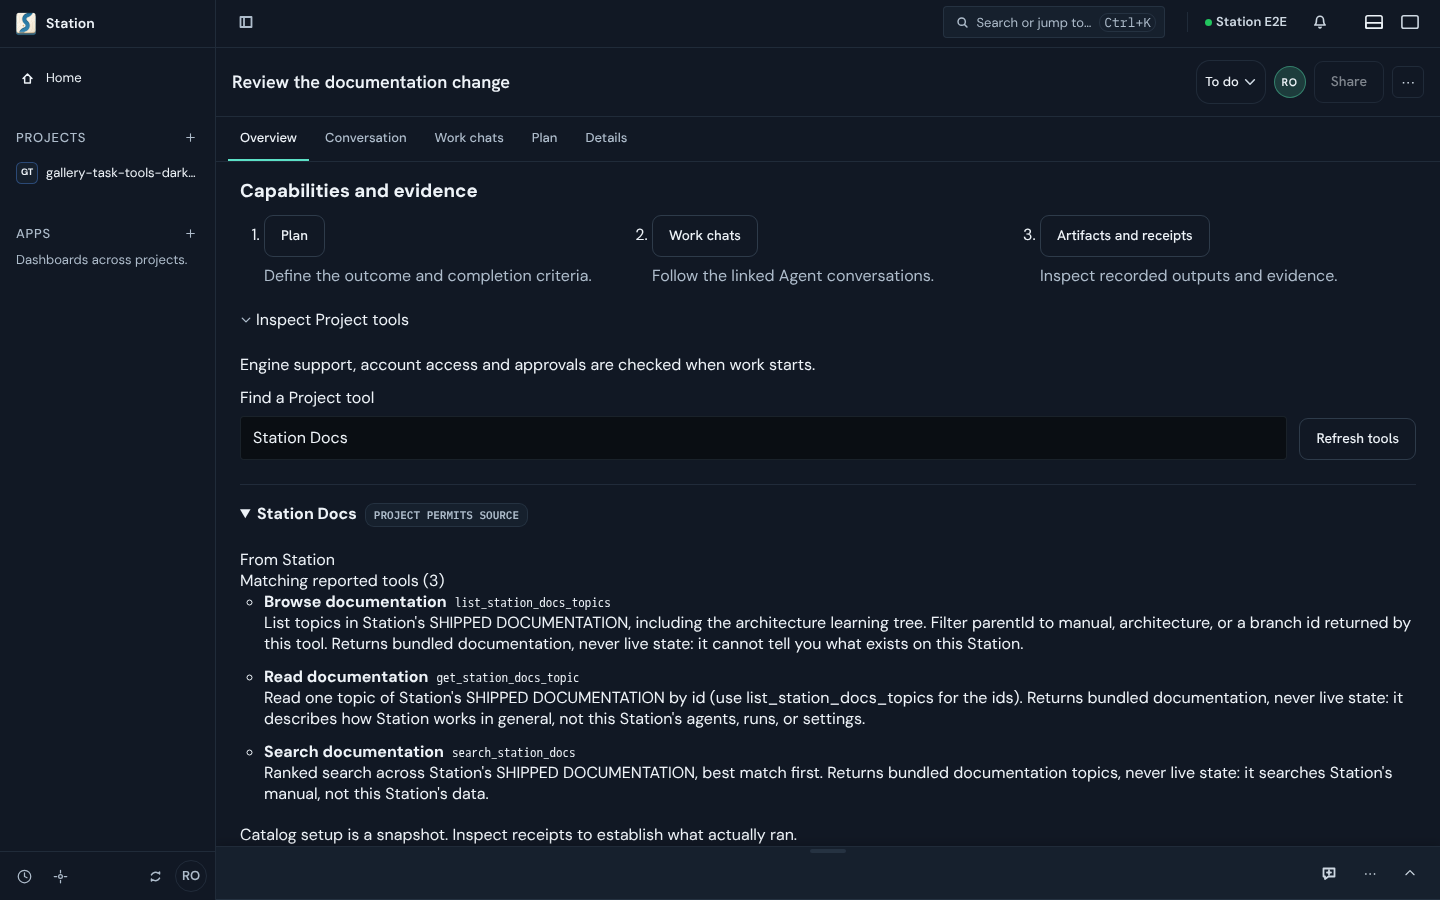 Station
Search or jump to... Ctrl+K
Station E2E
Home
Review the documentation change
To do
RO
Share
PROJECTS
GT gallery-task-tools-dark...
APPS
Dashboards across projects.
Overview Conversation Work chats Plan Details
Capabilities and evidence
1. Plan
Define the outcome and completion criteria.
2. Work chats
Follow the linked Agent conversations.
3. Artifacts and receipts
Inspect recorded outputs and evidence.
Inspect Project tools
Engine support, account access and approvals are checked when work starts.
Find a Project tool
Station Docs
Refresh tools
Station Docs PROJECT PERMITS SOURCE
From Station
Matching reported tools (3)
Browse documentation list_station_docs_topics
List topics in Station's SHIPPED DOCUMENTATION, including the architecture learning tree. Filter parentId to manual, architecture, or a branch id returned by
this tool. Returns bundled documentation, never live state: it cannot tell you what exists on this Station.
Read documentation get_station_docs_topic
Read one topic of Station's SHIPPED DOCUMENTATION by id (use list_station_docs_topics for the ids). Returns bundled documentation, never live state: it
describes how Station works in general, not this Station's agents, runs, or settings.
Search documentation search_station_docs
Ranked search across Station's SHIPPED DOCUMENTATION, best match first. Returns bundled documentation topics, never live state: it searches Station's
manual, not this Station's data.
Catalog setup is a snapshot. Inspect receipts to establish what actually ran.
RO